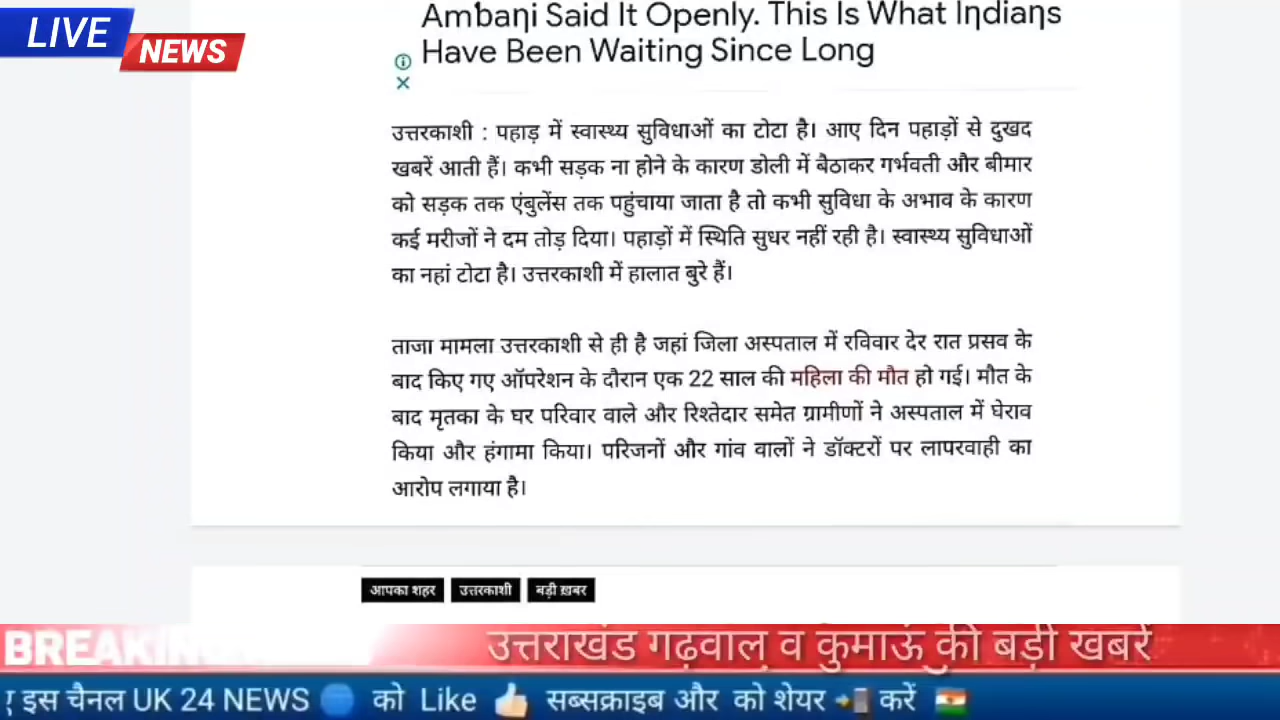 LIVE
NEWS
Ambaηi Said It Openly. This Is What Iηdiaηs
Have Been Waiting Since Long
उत्तरकाशी : पहाड़ में स्वास्थ्य सुविधाओं का टोटा है। आए दिन पहाड़ों से दुखद
खबरें आती हैं। कभी सड़क ना होने के कारण डोली में बैठाकर गर्भवती और बीमार
को सड़क तक एंबुलेंस तक पहुंचाया जाता है तो कभी सुविधा के अभाव के कारण
कई मरीजों ने दम तोड़ दिया। पहाड़ों में स्थिति सुधर नहीं रही है। स्वास्थ्य सुविधाओं
का नहां टोटा है। उत्तरकाशी में हालात बुरे हैं।
ताजा मामला उत्तरकाशी से ही है जहां जिला अस्पताल में रविवार देर रात प्रसव के
बाद किए गए ऑपरेशन के दौरान एक 22 साल की महिला की मौत हो गई। मौत के
बाद मृतका के घर परिवार वाले और रिश्तेदार समेत ग्रामीणों ने अस्पताल में घेराव
किया और हंगामा किया। परिजनों और गांव वालों ने डॉक्टरों पर लापरवाही का
आरोप लगाया है।
आपका शहर उत्तरकाशी बड़ी ख़बर
BREAKING
उत्तराखंड गढ़वाल व कुमाऊं की बड़ी खबरें
इस चैनल UK 24 NEWS 🔵 को Like 👍 सब्सक्राइब और को शेयर 📲 करें 🇮🇳